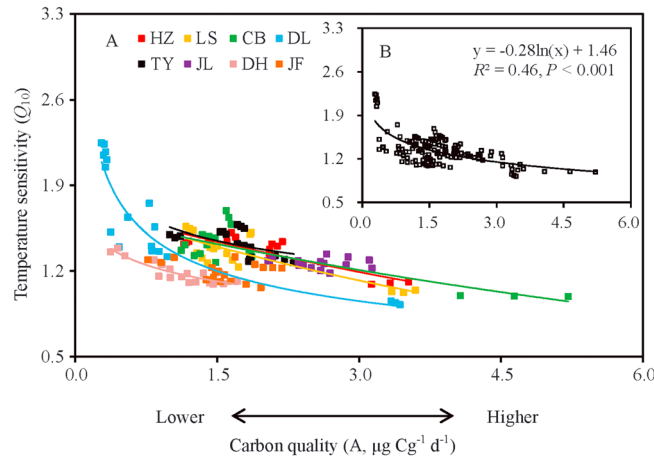 3.3
2.6
1.9
1.2
0.5
Temperature sensitivity (Q10)
A
HZ LS CB DL
TY JL DH JF
B
y = -0.28ln(x) + 1.46
R² = 0.46, P < 0.001
3.3
2.6
1.9
1.2
0.5
0.0 1.5 3.0 4.5 6.0
0.0 1.5 3.0 4.5 6.0
Lower Higher
Carbon quality (A, μg Cg⁻¹ d⁻¹)